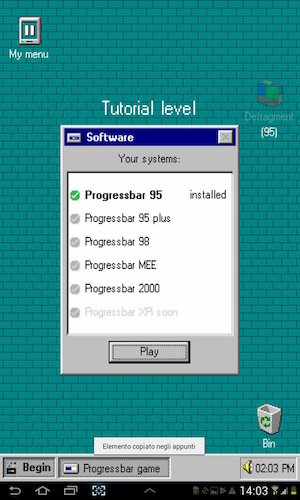 My menu
Tutorial level
Defragment
(95)
Software
Your systems:
Progressbar 95 installed
Progressbar 95 plus
Progressbar 98
Progressbar MEE
Progressbar 2000
Progressbar XPi soon
Play
Bin
Elemento copiato negli appunti
Begin
Progressbar game
02:03 PM
14:03